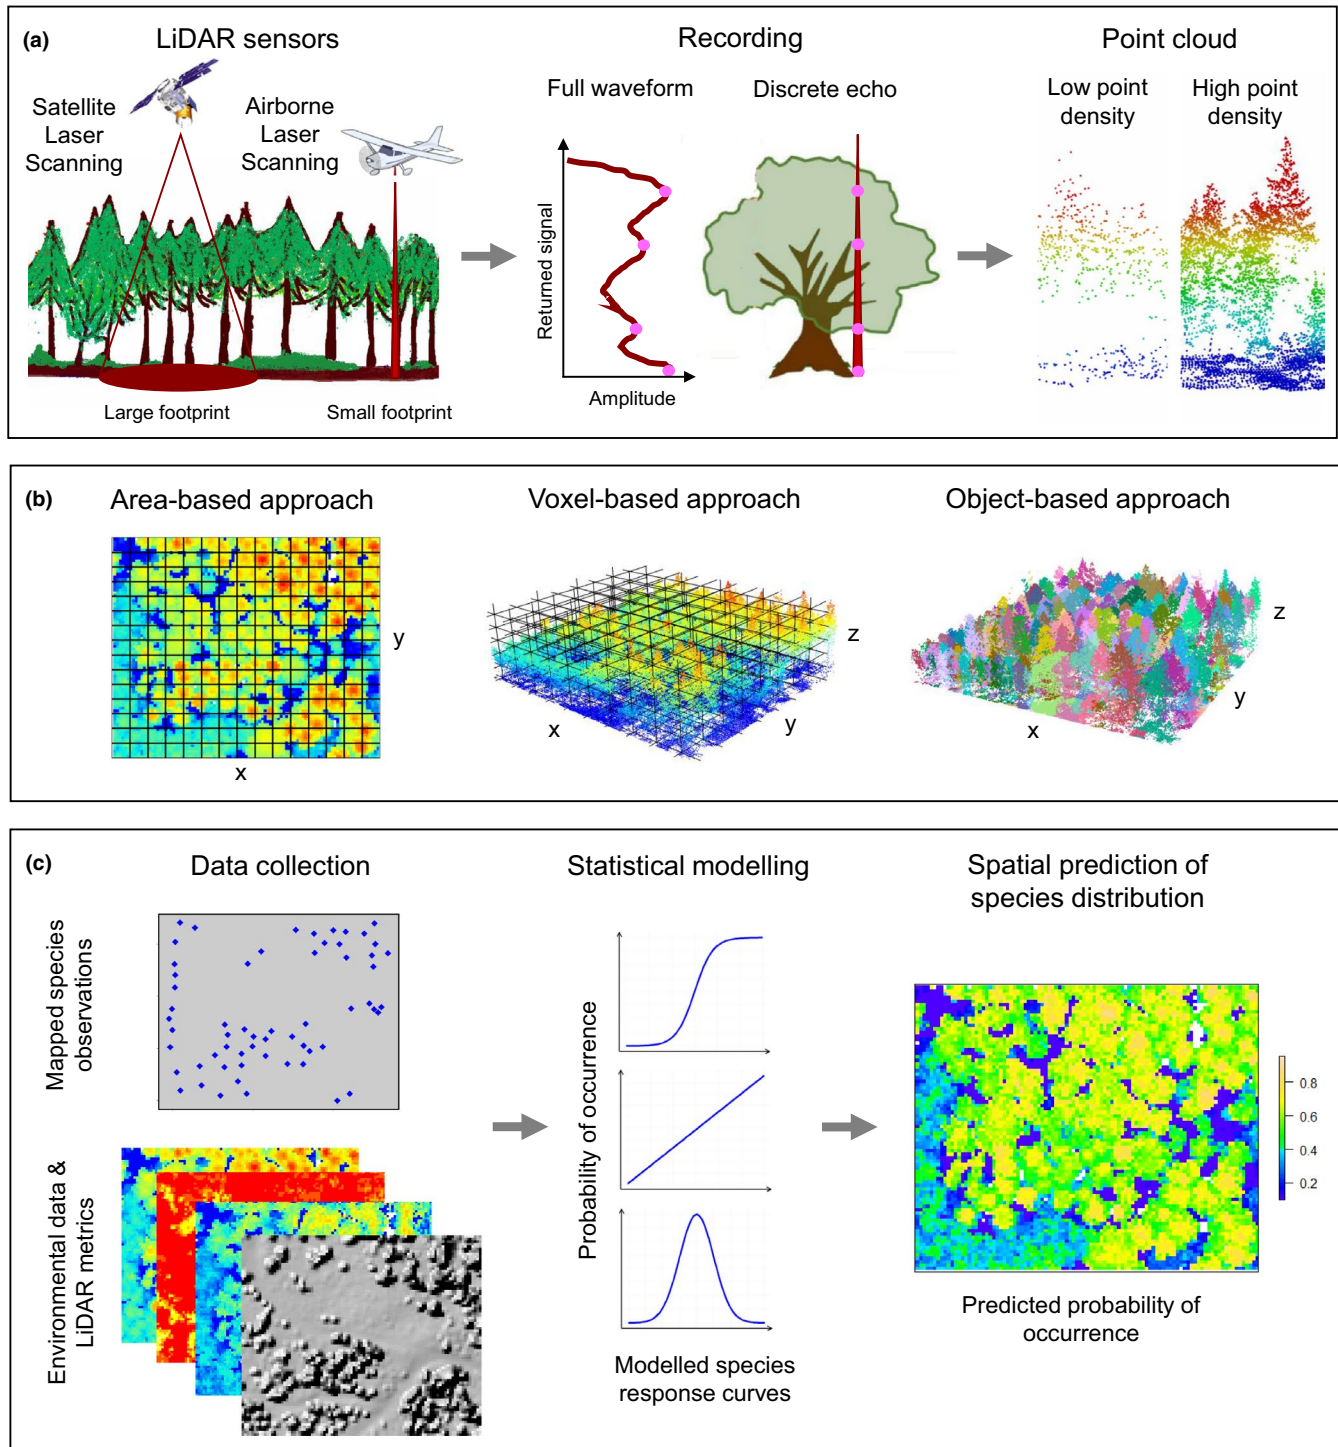 (a)
LiDAR sensors
Recording
Point cloud
Satellite
Laser
Scanning
Airborne
Laser
Scanning
Full waveform
Discrete echo
Low point
density
High point
density
Returned signal
Amplitude
Large footprint
Small footprint
(b)
Area-based approach
Voxel-based approach
Object-based approach
y
x
z
y
x
z
y
x
(c)
Data collection
Statistical modelling
Spatial prediction of
species distribution
Mapped species
observations
Environmental data &
LiDAR metrics
Probability of occurrence
Modelled species
response curves
0.8
0.6
0.4
0.2
Predicted probability of
occurrence